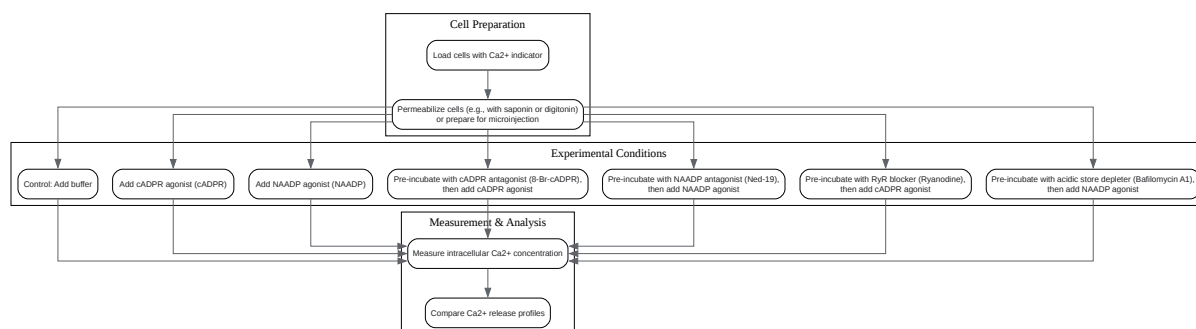 Cell Preparation
Load cells with Ca2+ indicator
Permeabilize cells (e.g., with saponin or digitonin)
or prepare for microinjection
Experimental Conditions
Control: Add buffer
Add cADPR agonist (cADPR)
Add NAADP agonist (NAADP)
Pre-incubate with cADPR antagonist (8-Br-cADPR),
then add cADPR agonist
Pre-incubate with NAADP antagonist (Ned-19),
then add NAADP agonist
Pre-incubate with RyR blocker (Ryanodine),
then add cADPR agonist
Pre-incubate with acidic store depleter (Bafilomycin A1),
then add NAADP agonist
Measurement & Analysis
Measure intracellular Ca2+ concentration
Compare Ca2+ release profiles